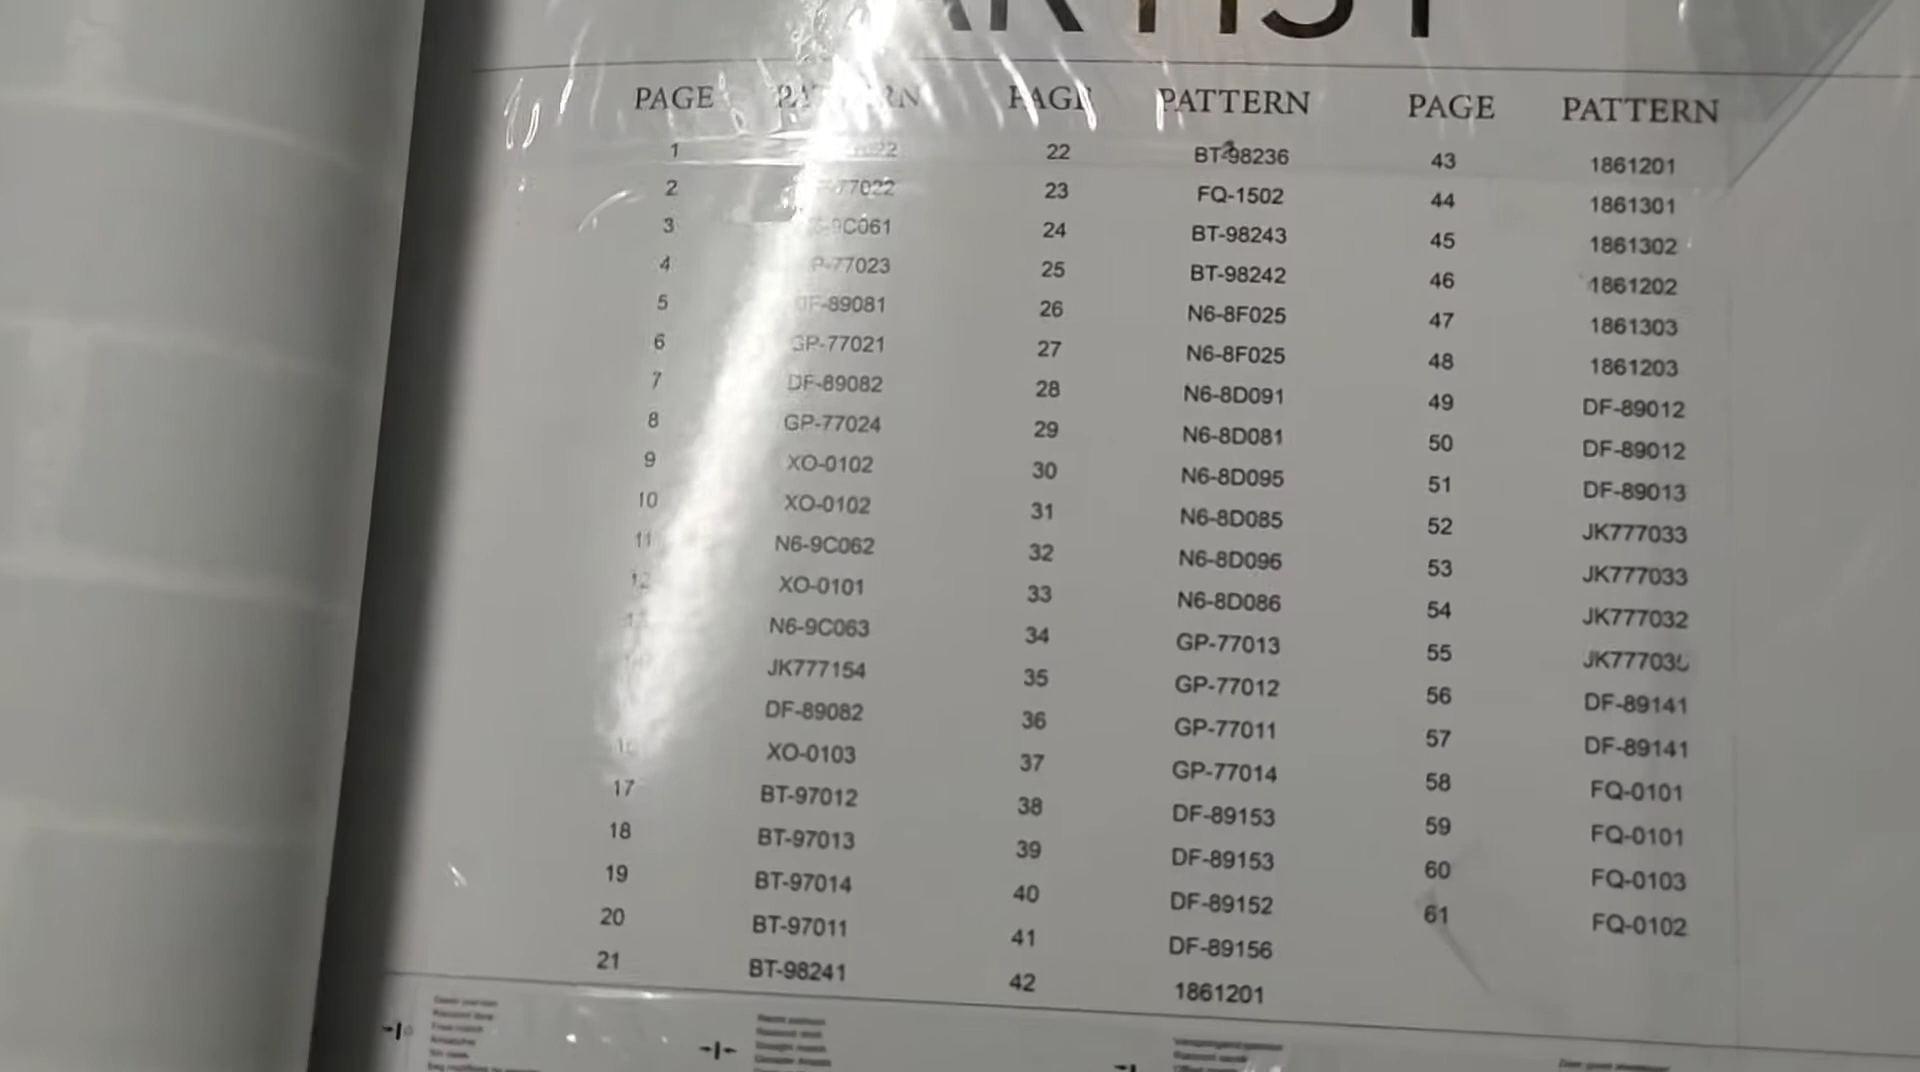 ARTIST
PAGE PATTERN PAGE PATTERN PAGE PATTERN
1 22 BT-98236 43 1861201
2 77022 23 FQ-1502 44 1861301
3 9C061 24 BT-98243 45 1861302
4 P-77023 25 BT-98242 46 1861202
5 DF-89081 26 N6-8F025 47 1861303
6 GP-77021 27 N6-8F025 48 1861203
7 DF-89082 28 N6-8D091 49 DF-89012
8 GP-77024 29 N6-8D081 50 DF-89012
9 XO-0102 30 N6-8D095 51 DF-89013
10 XO-0102 31 N6-8D085 52 JK777033
11 N6-9C062 32 N6-8D096 53 JK777033
12 XO-0101 33 N6-8D086 54 JK777032
N6-9C063 34 GP-77013 55
JK777154 35 GP-77012 56 DF-89141
DF-89082 36 GP-77011 57 DF-89141
16 XO-0103 37 GP-77014 58 FQ-0101
17 BT-97012 38 DF-89153 59 FQ-0101
18 BT-97013 39 DF-89153 60 FQ-0103
19 BT-97014 40 DF-89152 61 FQ-0102
20 BT-97011 41 DF-89156
21 BT-98241 42 1861201